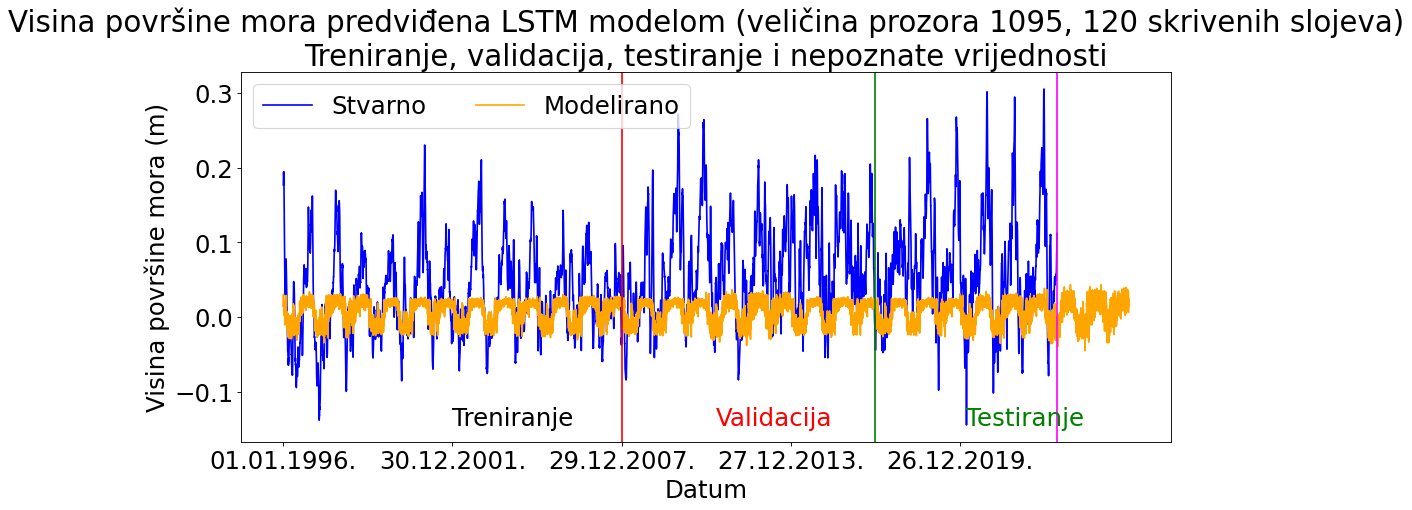 Visina površine mora predviđena LSTM modelom (veličina prozora 1095, 120 skrivenih slojeva)
Treniranje, validacija, testiranje i nepoznate vrijednosti
Stvarno
Modelirano
Visina površine mora (m)
0.3
0.2
0.1
0.0
−0.1
Treniranje
Validacija
Testiranje
01.01.1996.
30.12.2001.
29.12.2007.
27.12.2013.
26.12.2019.
Datum